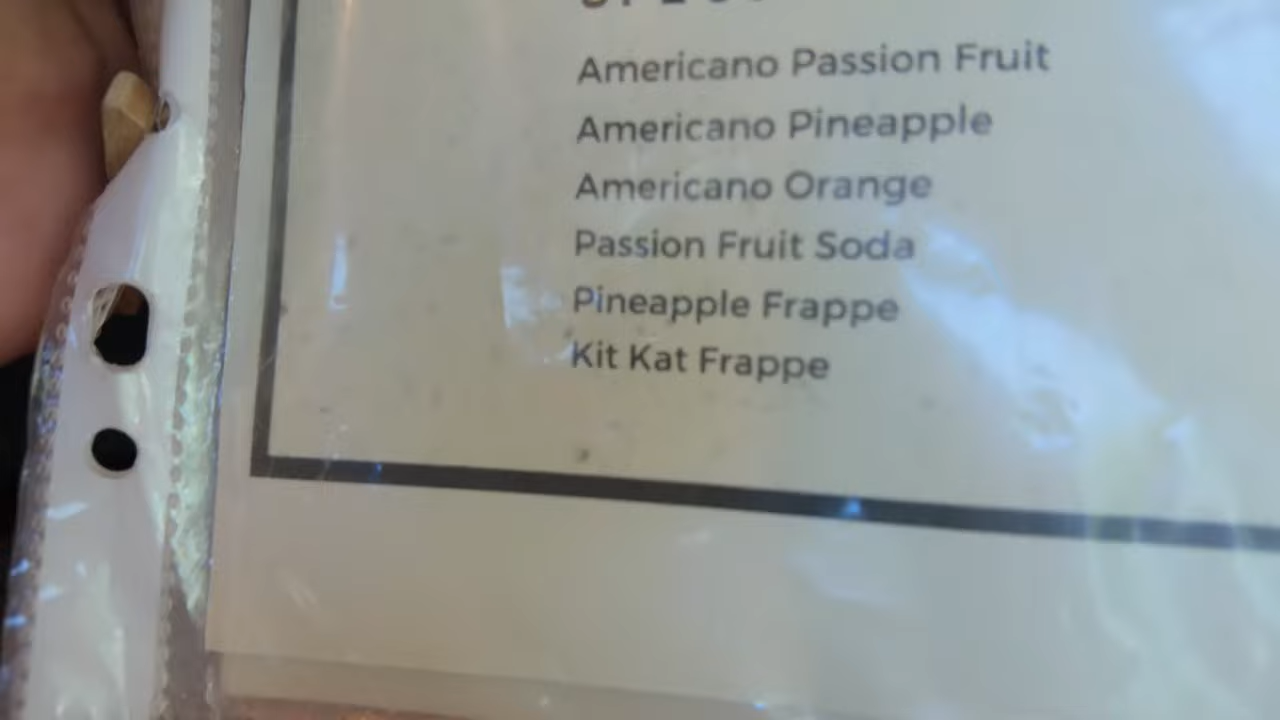 Americano Passion Fruit
Americano Pineapple
Americano Orange
Passion Fruit Soda
Pineapple Frappe
Kit Kat Frappe